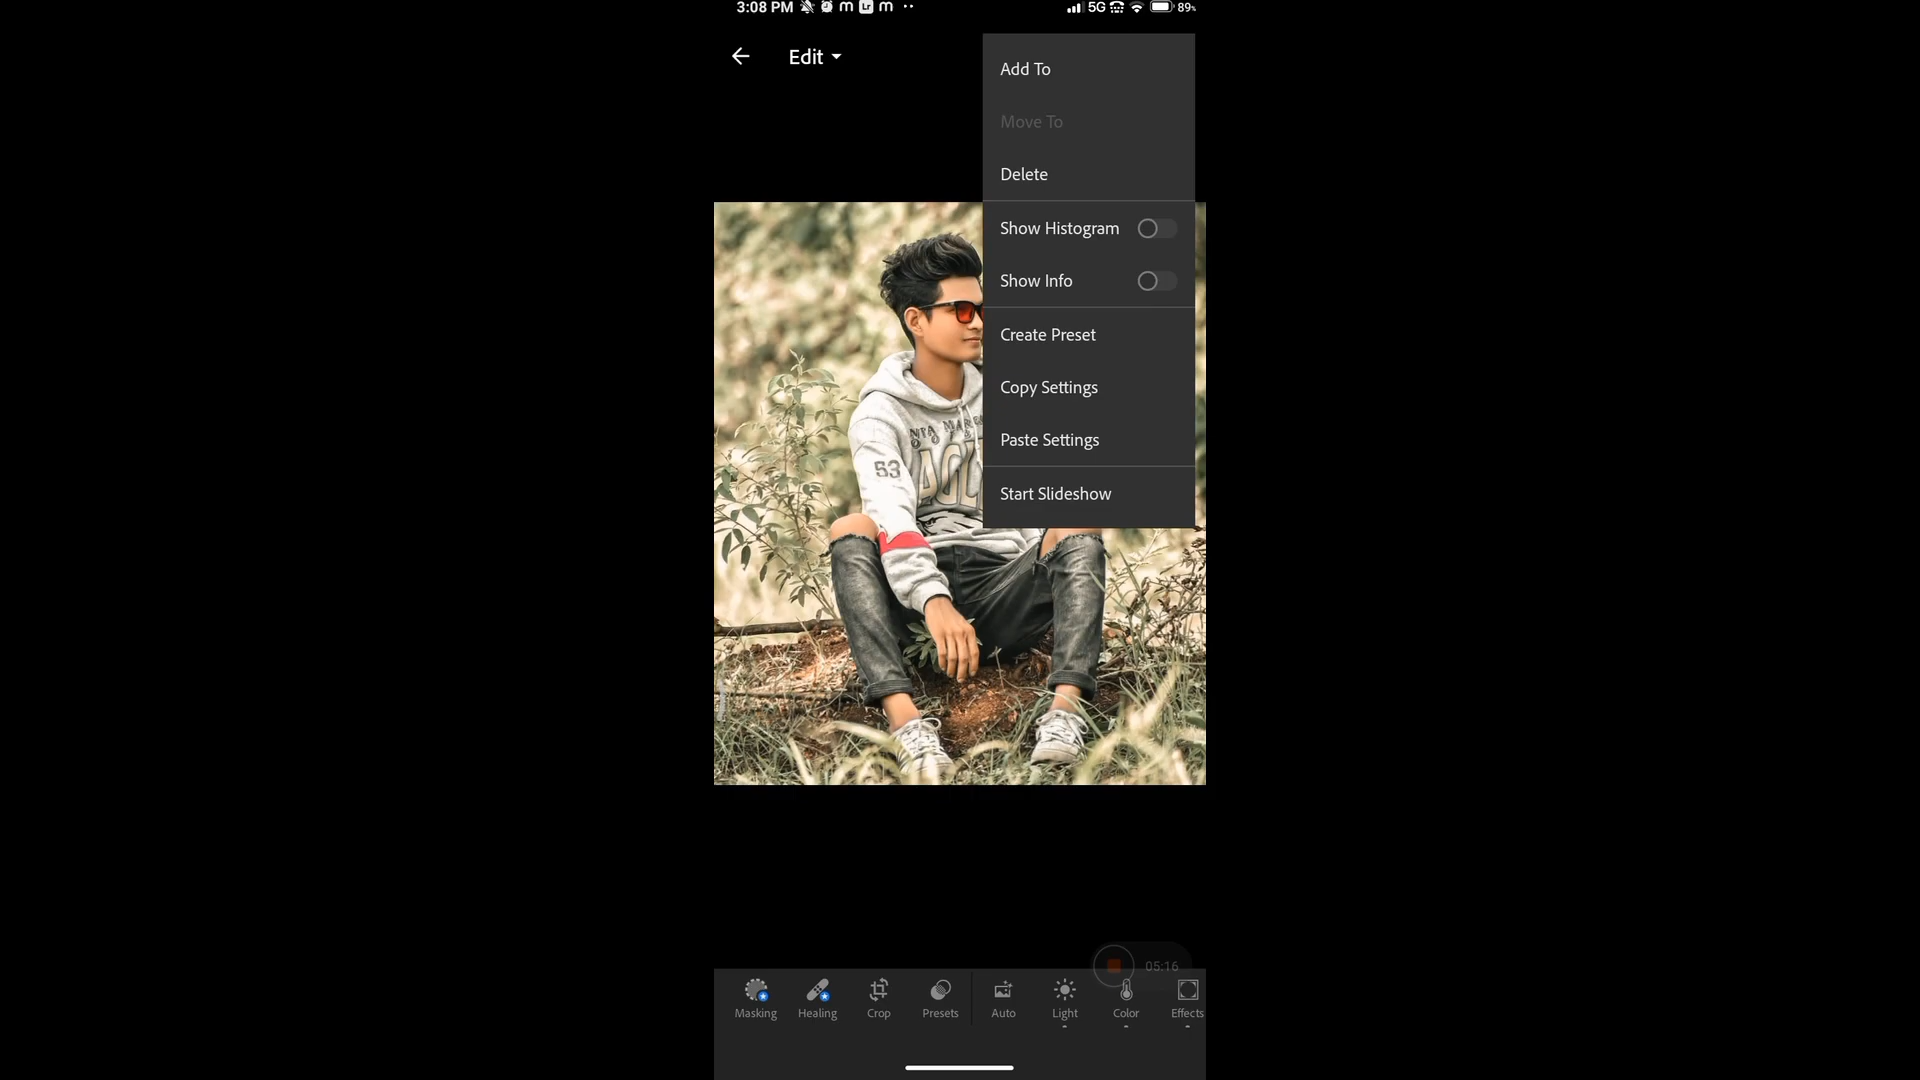 3:08 PM m Lr m 5G 89%
Edit
Add To
Move To
Delete
Show Histogram
Show Info
Create Preset
Copy Settings
Paste Settings
Start Slideshow
53
05:16
Masking Healing Crop Presets Auto Light Color Effects